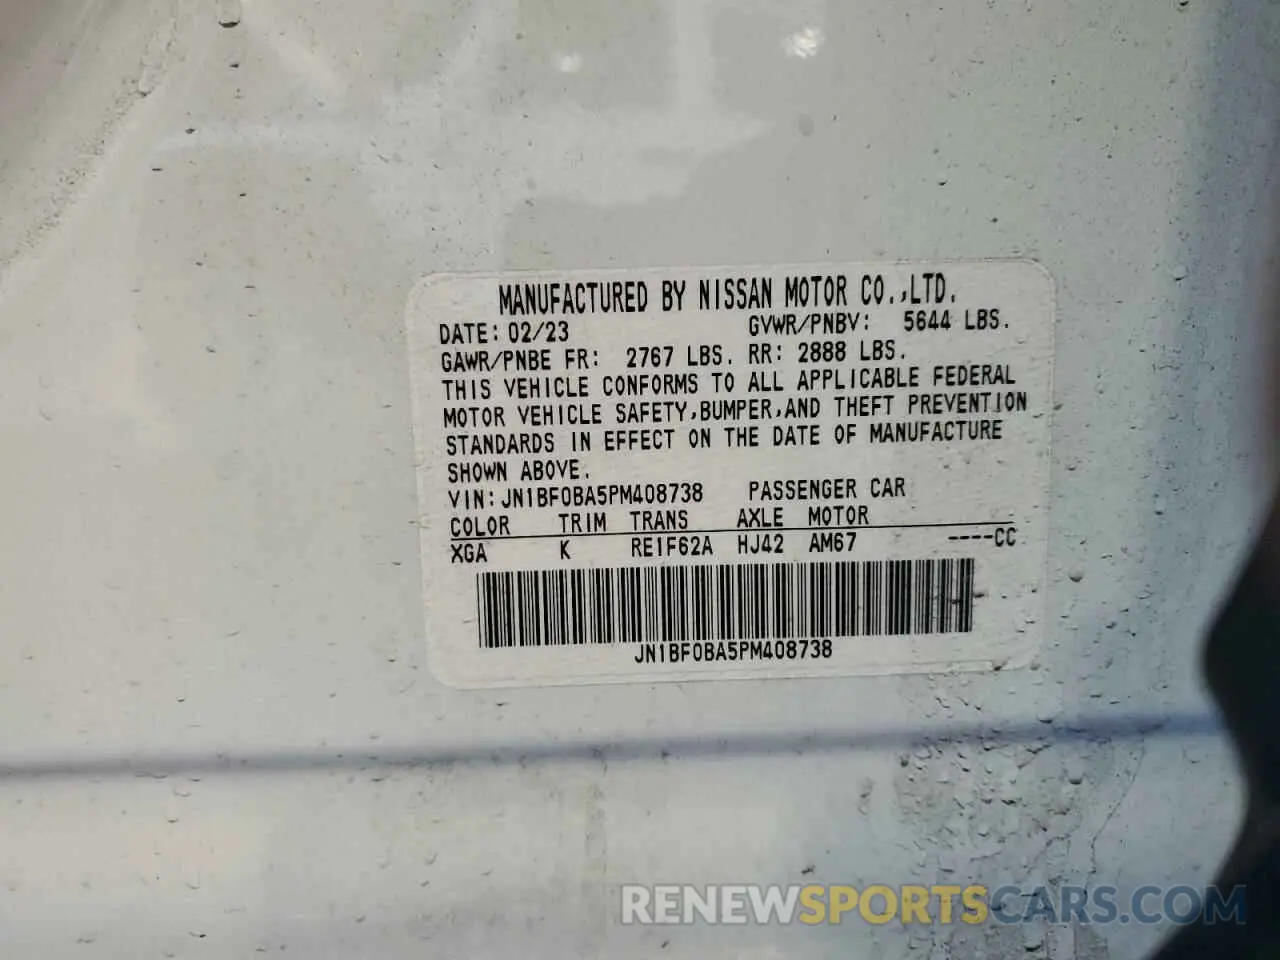 MANUFACTURED BY NISSAN MOTOR CO.,LTD.
DATE: 02/23 GVWR/PNBV: 5644 LBS.
GAWR/PNBE FR: 2767 LBS. RR: 2888 LBS.
THIS VEHICLE CONFORMS TO ALL APPLICABLE FEDERAL
MOTOR VEHICLE SAFETY,BUMPER,AND THEFT PREVENTION
STANDARDS IN EFFECT ON THE DATE OF MANUFACTURE
SHOWN ABOVE.
VIN: JN1BF0BA5PM408738 PASSENGER CAR
COLOR TRIM TRANS AXLE MOTOR
XGA K RE1F62A HJ42 AM67 ----CC
JN1BF0BA5PM408738
RENEWSPORTSCARS.COM